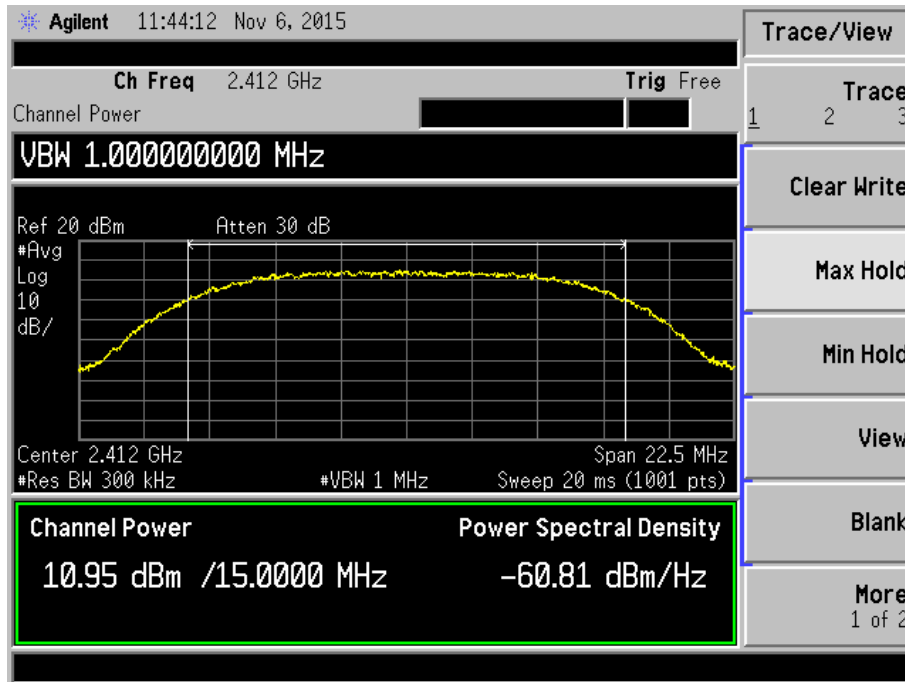 Agilent 11:44:12 Nov 6, 2015
Trace/View
Ch Freq 2.412 GHz Trig Free
Channel Power
VBW 1.000000000 MHz
Ref 20 dBm Atten 30 dB
#Avg
Log
10
dB/
Center 2.412 GHz Span 22.5 MHz
#Res BW 300 kHz #VBW 1 MHz Sweep 20 ms (1001 pts)
Channel Power Power Spectral Density
10.95 dBm /15.0000 MHz -60.81 dBm/Hz
Trace
1 2 3
Clear Write
Max Hold
Min Hold
View
Blank
More
1 of 2